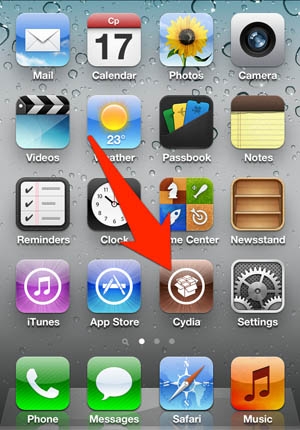 Ср
17
Mail Calendar Photos Camera
23°
Videos Weather Passbook Notes
Reminders Clock Game Center Newsstand
iTunes App Store Cydia Settings
Phone Messages Safari Music